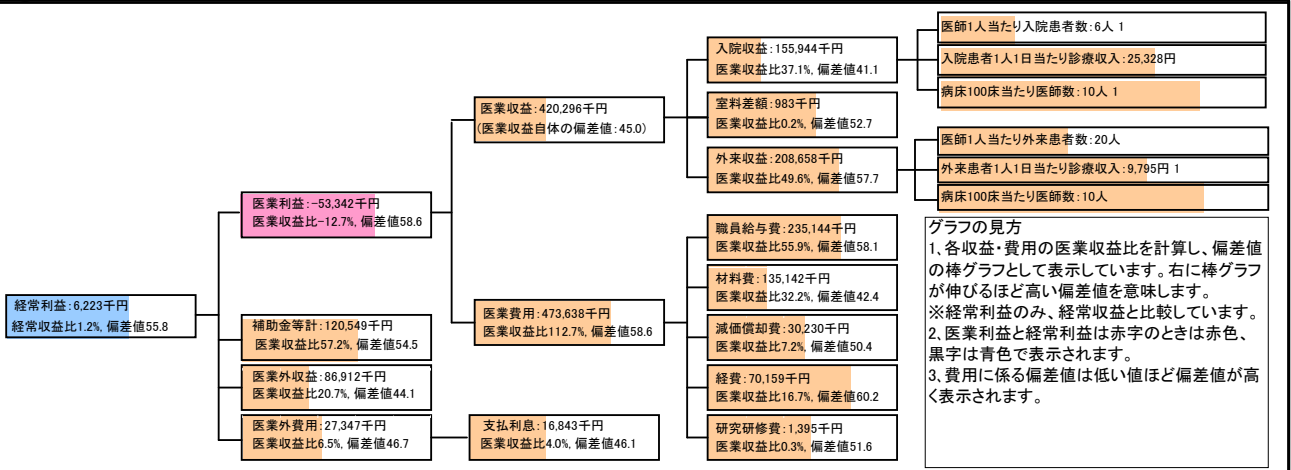 経常利益:6,223千円
経常収益比1.2%, 偏差値55.8
医業利益:-53,342千円
医業収益比-12.7%, 偏差値58.6
補助金等計:120,549千円
医業収益比57.2%, 偏差値54.5
医業外収益:86,912千円
医業収益比20.7%, 偏差値44.1
医業外費用:27,347千円
医業収益比6.5%, 偏差値46.7
医業収益:420,296千円
(医業収益自体の偏差値:45.0)
医業費用:473,638千円
医業収益比112.7%, 偏差値58.6
支払利息:16,843千円
医業収益比4.0%, 偏差値46.1
入院収益:155,944千円
医業収益比37.1%, 偏差値41.1
室料差額:983千円
医業収益比0.2%, 偏差値52.7
外来収益:208,658千円
医業収益比49.6%, 偏差値57.7
職員給与費:235,144千円
医業収益比55.9%, 偏差値58.1
材料費:135,142千円
医業収益比32.2%, 偏差値42.4
減価償却費:30,230千円
医業収益比7.2%, 偏差値50.4
経費:70,159千円
医業収益比16.7%, 偏差値60.2
研究研修費:1,395千円
医業収益比0.3%, 偏差値51.6
医師1人当たり入院患者数:6人 1
入院患者1人1日当たり診療収入:25,328円
病床100床当たり医師数:10人 1
医師1人当たり外来患者数:20人
外来患者1人1日当たり診療収入:9,795円 1
病床100床当たり医師数:10人
グラフの見方
1、各収益・費用の医業収益比を計算し、偏差値
の棒グラフとして表示しています。右に棒グラフ
が伸びるほど高い偏差値を意味します。
※経常利益のみ、経常収益と比較しています。
2、医業利益と経常利益は赤字のときは赤色、
黒字は青色で表示されます。
3、費用に係る偏差値は低い値ほど偏差値が高
く表示されます。